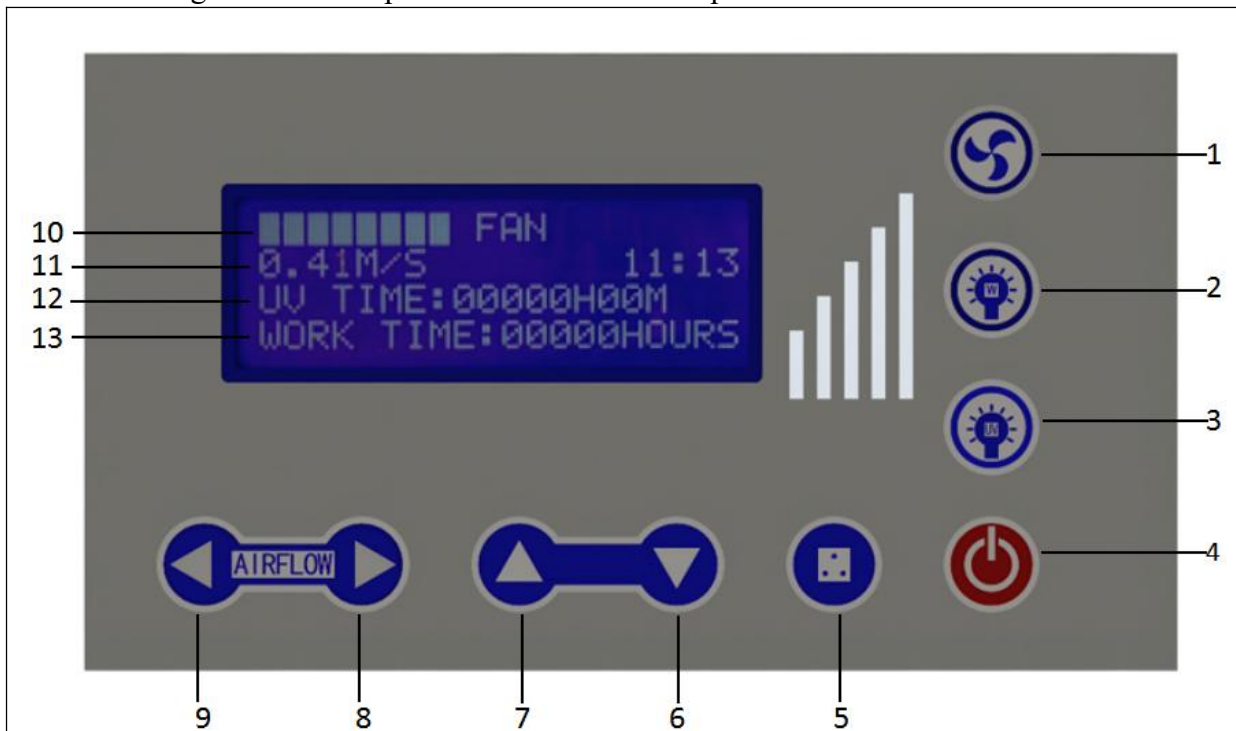 1
10 FAN
11 0.41M/S 11:13
W 2
12 UV TIME:00000H00M
13 WORK TIME:00000HOURS
UV 3
AIRFLOW 4
9 8 7 6 5